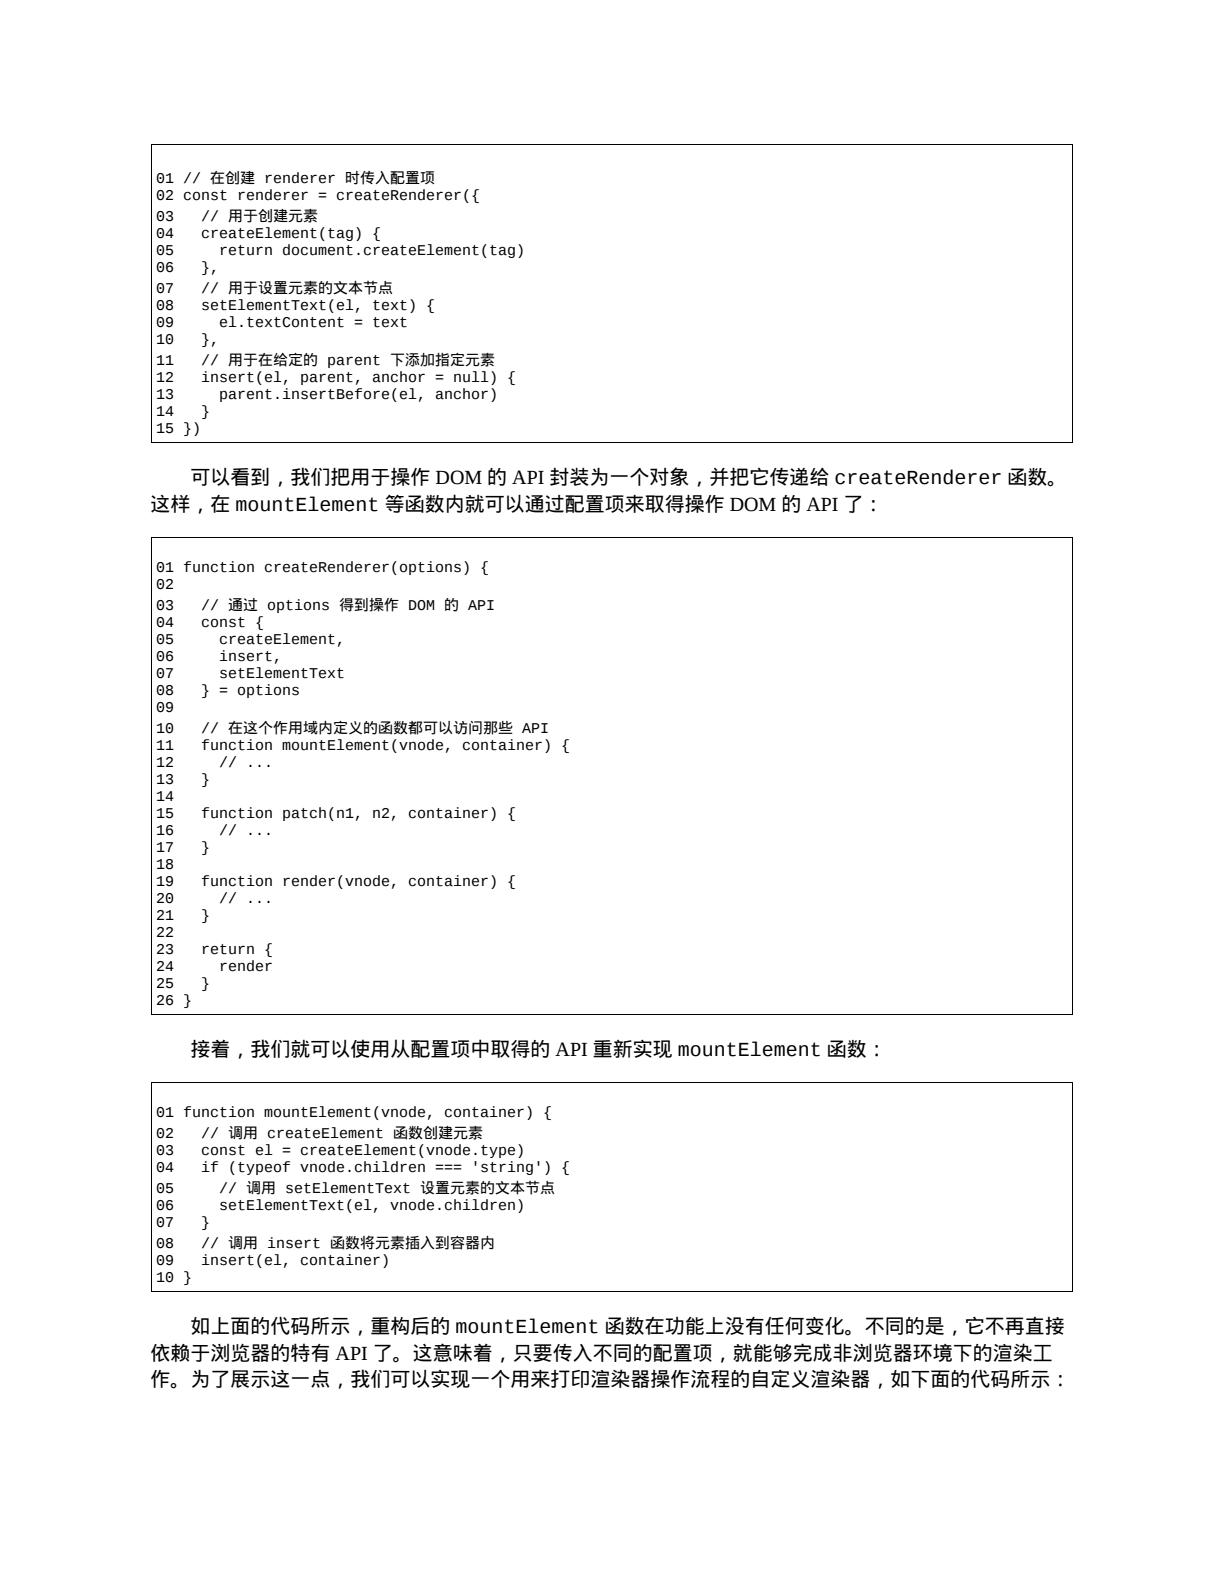 01 // 在创建 renderer 时传入配置项
02 const renderer = createRenderer({
03   // 用于创建元素
04   createElement(tag) {
05     return document.createElement(tag)
06   },
07   // 用于设置元素的文本节点
08   setElementText(el, text) {
09     el.textContent = text
10   },
11   // 用于在给定的 parent 下添加指定元素
12   insert(el, parent, anchor = null) {
13     parent.insertBefore(el, anchor)
14   }
15 })
可以看到，我们把用于操作 DOM 的 API 封装为一个对象，并把它传递给 createRenderer 函数。
这样，在 mountElement 等函数内就可以通过配置项来取得操作 DOM 的 API 了：
01 function createRenderer(options) {
02
03   // 通过 options 得到操作 DOM 的 API
04   const {
05     createElement,
06     insert,
07     setElementText
08   } = options
09
10   // 在这个作用域内定义的函数都可以访问那些 API
11   function mountElement(vnode, container) {
12     // ...
13   }
14
15   function patch(n1, n2, container) {
16     // ...
17   }
18
19   function render(vnode, container) {
20     // ...
21   }
22
23   return {
24     render
25   }
26 }
接着，我们就可以使用从配置项中取得的 API 重新实现 mountElement 函数：
01 function mountElement(vnode, container) {
02   // 调用 createElement 函数创建元素
03   const el = createElement(vnode.type)
04   if (typeof vnode.children === 'string') {
05     // 调用 setElementText 设置元素的文本节点
06     setElementText(el, vnode.children)
07   }
08   // 调用 insert 函数将元素插入到容器内
09   insert(el, container)
10 }
如上面的代码所示，重构后的 mountElement 函数在功能上没有任何变化。不同的是，它不再直接
依赖于浏览器的特有 API 了。这意味着，只要传入不同的配置项，就能够完成非浏览器环境下的渲染工
作。为了展示这一点，我们可以实现一个用来打印渲染器操作流程的自定义渲染器，如下面的代码所示：